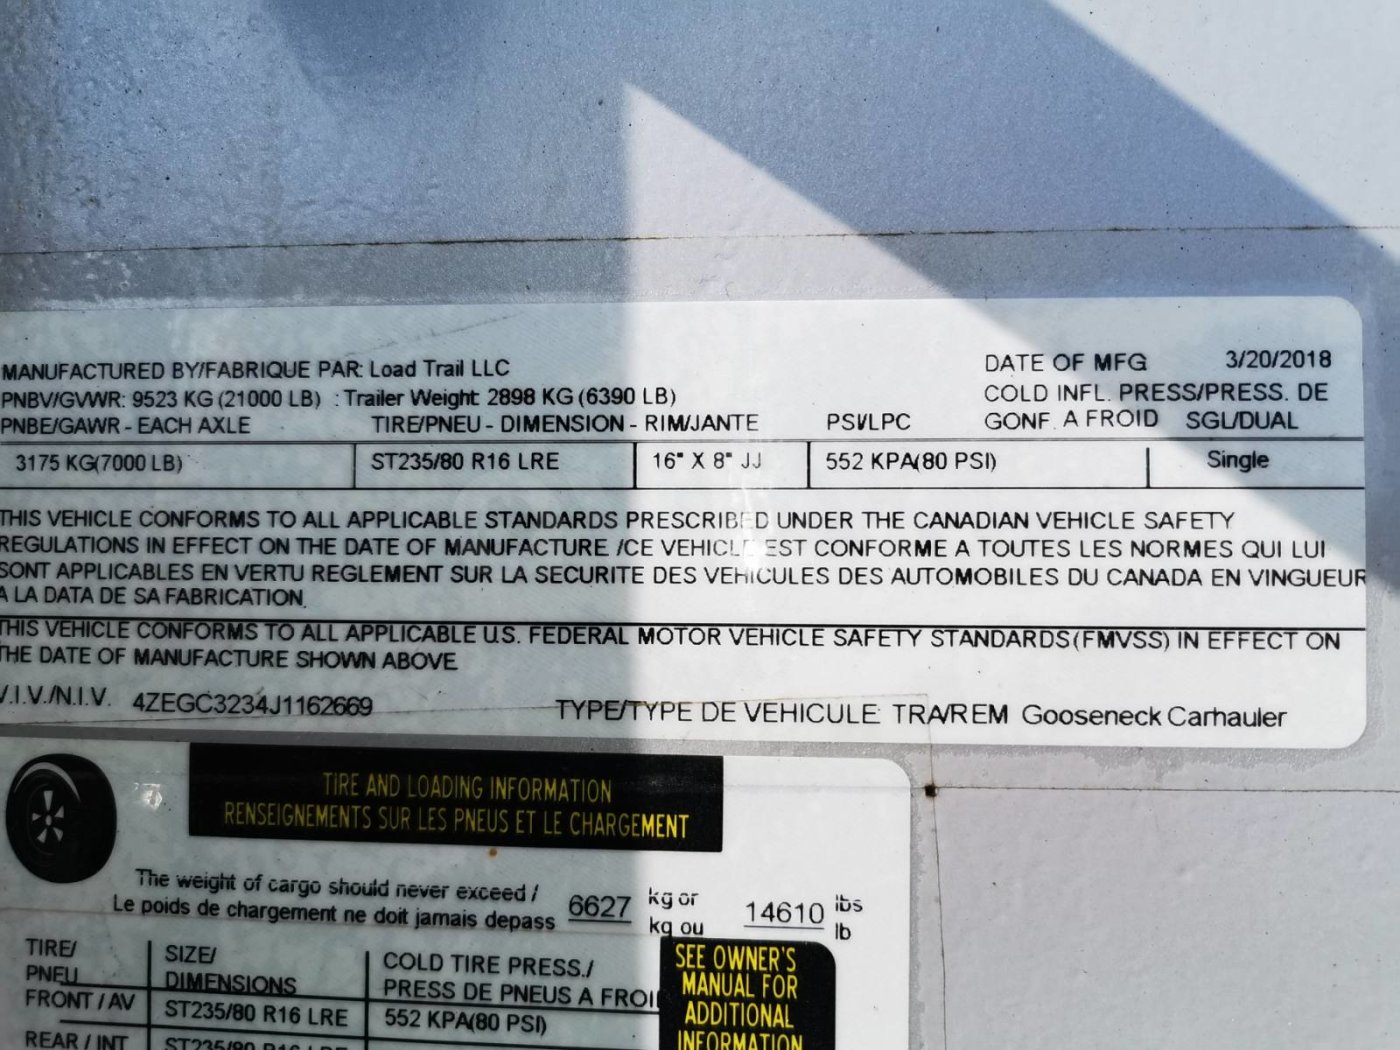 MANUFACTURED BY/FABRIQUE PAR: Load Trail LLC DATE OF MFG 3/20/2018
PNBV/GVWR: 9523 KG (21000 LB) : Trailer Weight: 2898 KG (6390 LB) COLD INFL. PRESS/PRESS. DE
PNBE/GAWR - EACH AXLE TIRE/PNEU - DIMENSION - RIM/JANTE PSI/LPC GONF. A FROID SGL/DUAL
3175 KG(7000 LB) ST235/80 R16 LRE 16" X 8" JJ 552 KPA(80 PSI) Single
THIS VEHICLE CONFORMS TO ALL APPLICABLE STANDARDS PRESCRIBED UNDER THE CANADIAN VEHICLE SAFETY
REGULATIONS IN EFFECT ON THE DATE OF MANUFACTURE /CE VEHICLE EST CONFORME A TOUTES LES NORMES QUI LUI
SONT APPLICABLES EN VERTU REGLEMENT SUR LA SECURITE DES VEHICULES DES AUTOMOBILES DU CANADA EN VINGUEUR
A LA DATA DE SA FABRICATION.
THIS VEHICLE CONFORMS TO ALL APPLICABLE U.S. FEDERAL MOTOR VEHICLE SAFETY STANDARDS(FMVSS) IN EFFECT ON
THE DATE OF MANUFACTURE SHOWN ABOVE
V.I.V./N.I.V. 4ZEGC3234J1162669 TYPE/TYPE DE VEHICULE: TRA/REM Gooseneck Carhauler
TIRE AND LOADING INFORMATION
RENSEIGNEMENTS SUR LES PNEUS ET LE CHARGEMENT
The weight of cargo should never exceed / 6627 kg or 14610 lbs
Le poids de chargement ne doit jamais depass kg ou lb
TIRE/ SIZE/ COLD TIRE PRESS./
PNEU DIMENSIONS PRESS DE PNEUS A FROI
FRONT / AV ST235/80 R16 LRE 552 KPA(80 PSI)
REAR / INT ST235/80 R16 LRE
SEE OWNER'S
MANUAL FOR
ADDITIONAL
INFORMATION